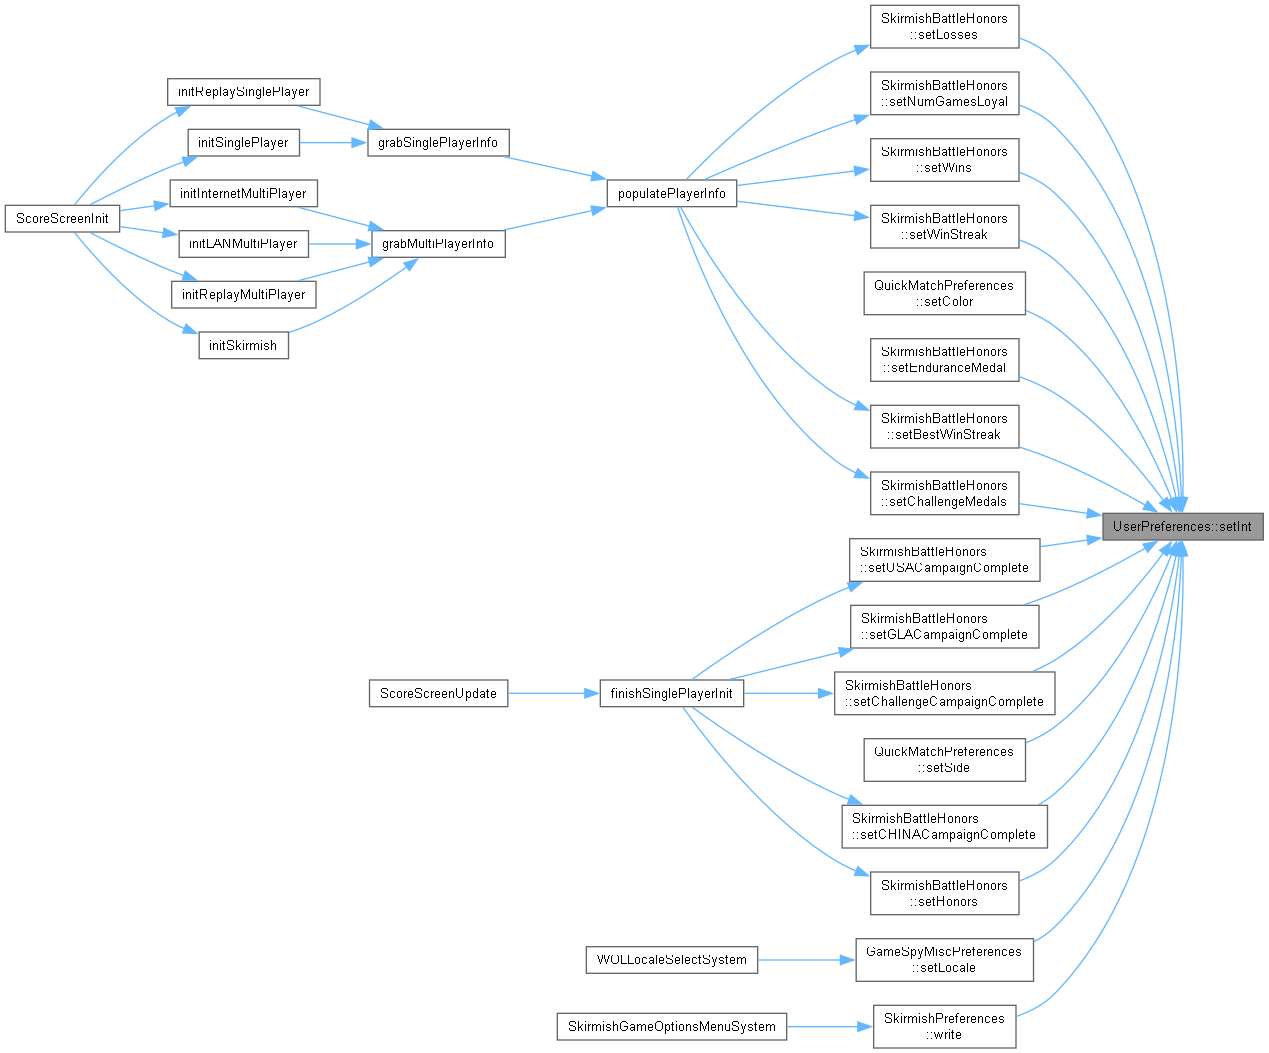 SkirmishBattleHonors
::setLosses
SkirmishBattleHonors
::setNumGamesLoyal
SkirmishBattleHonors
::setWins
SkirmishBattleHonors
::setWinStreak
QuickMatchPreferences
::setColor
SkirmishBattleHonors
::setEnduranceMedal
SkirmishBattleHonors
::setBestWinStreak
SkirmishBattleHonors
::setChallengeMedals
SkirmishBattleHonors
::setUSACampaignComplete
SkirmishBattleHonors
::setGLACampaignComplete
SkirmishBattleHonors
::setChallengeCampaignComplete
QuickMatchPreferences
::setSide
SkirmishBattleHonors
::setCHINACampaignComplete
SkirmishBattleHonors
::setHonors
GameSpyMiscPreferences
::setLocale
SkirmishPreferences
::write
UserPreferences::setInt
initReplaySinglePlayer
initSinglePlayer
initInternetMultiPlayer
initLANMultiPlayer
initReplayMultiPlayer
initSkirmish
ScoreScreenInit
grabSinglePlayerInfo
grabMultiPlayerInfo
populatePlayerInfo
ScoreScreenUpdate
finishSinglePlayerInit
WOLLocaleSelectSystem
SkirmishGameOptionsMenuSystem